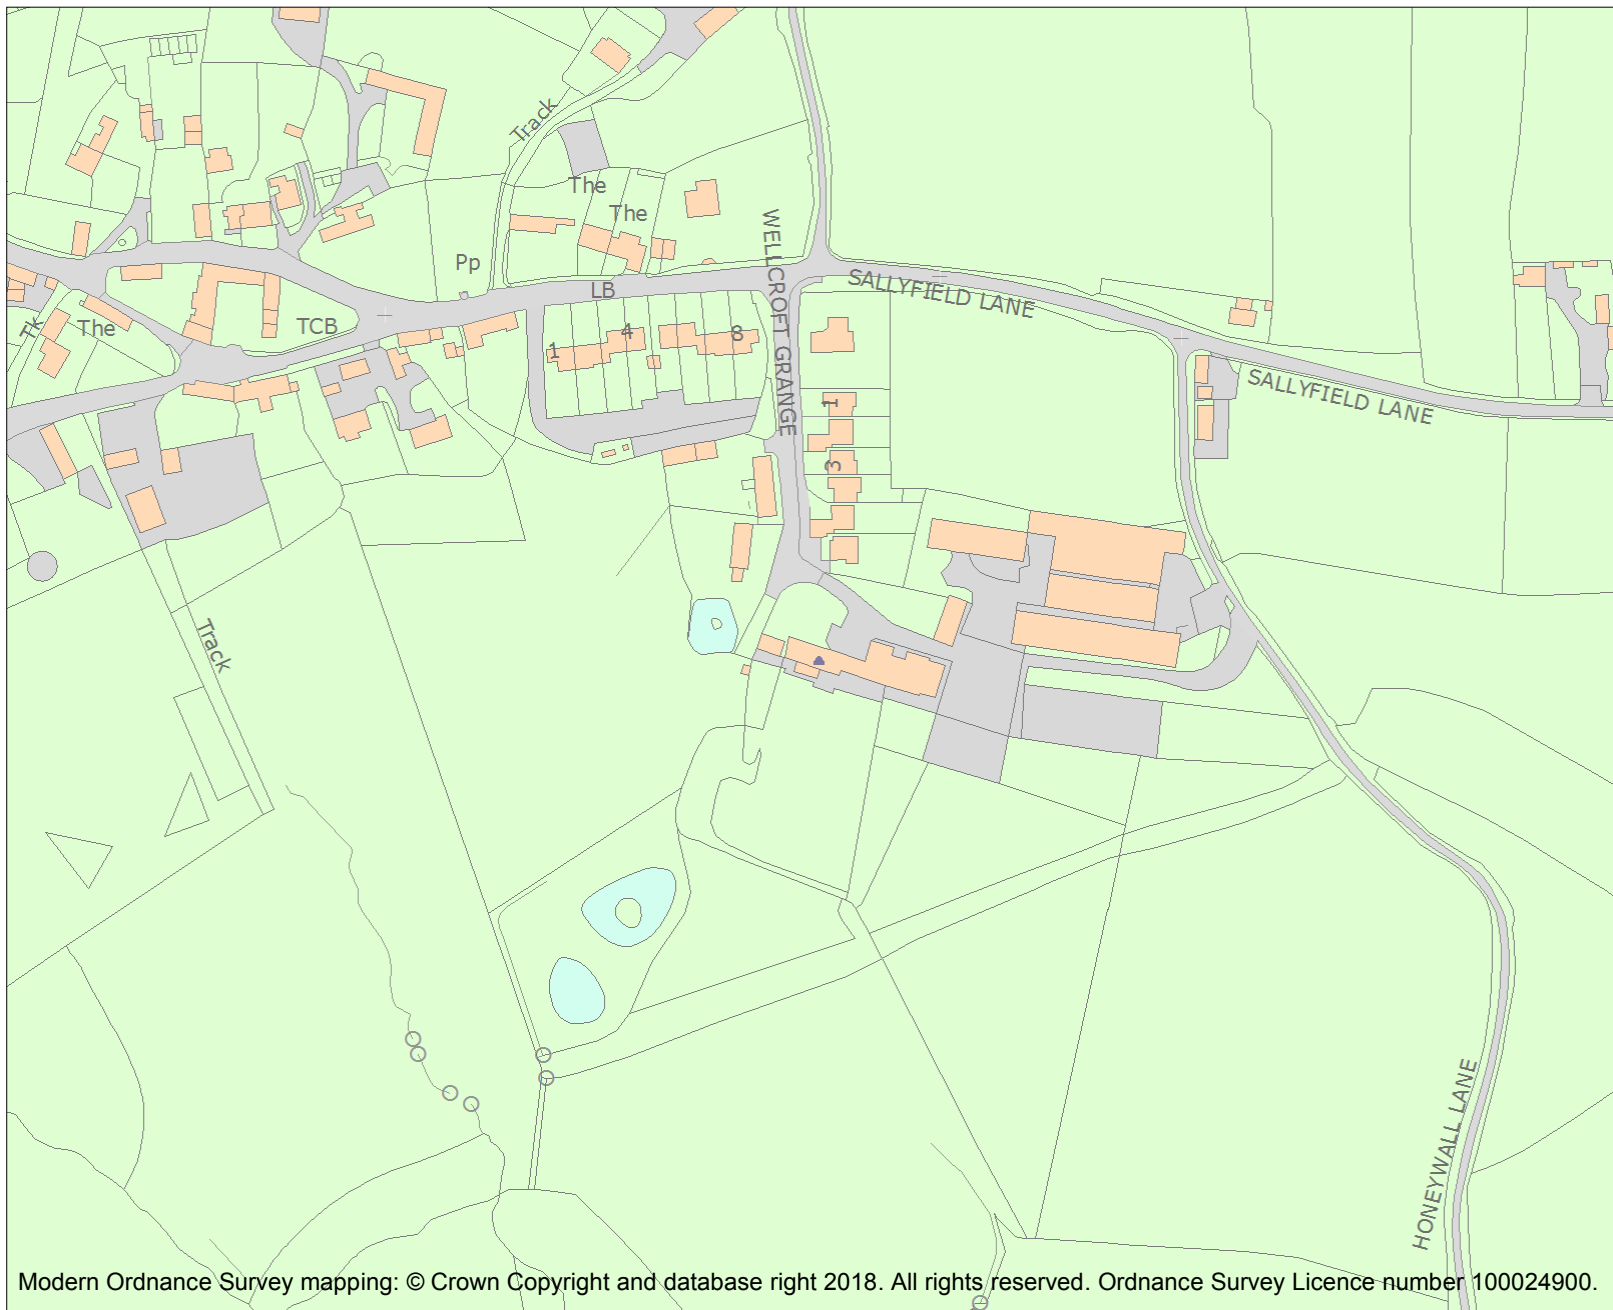 Track
The
The
WELLCROFT GRANGE
Pp
LB
SALLYFIELD LANE
Tk
The
TCB
1
4
8
SALLYFIELD LANE
1
3
Track
HONEYWALL LANE
Modern Ordnance Survey mapping: © Crown Copyright and database right 2018. All rights reserved. Ordnance Survey Licence number 100024900.